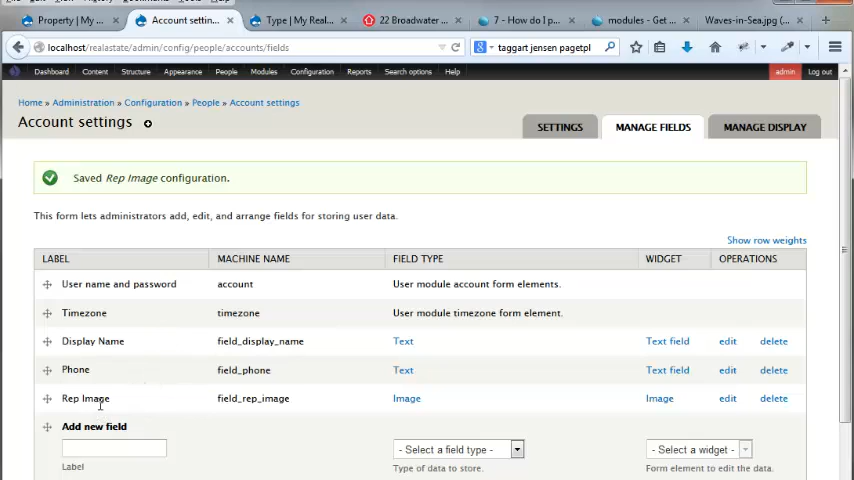 Property | My ...
Account settin...
Type | My Real...
22 Broadwater ...
7 - How do I p...
modules - Get ...
Waves-in-Sea.jpg (...
localhost/realastate/admin/config/people/accounts/fields
taggart jensen pagetpl
Dashboard Content Structure Appearance People Modules Configuration Reports Search options Help
admin Log out
Home » Administration » Configuration » People » Account settings
Account settings
SETTINGS
MANAGE FIELDS
MANAGE DISPLAY
Saved Rep Image configuration.
This form lets administrators add, edit, and arrange fields for storing user data.
Show row weights
LABEL MACHINE NAME FIELD TYPE WIDGET OPERATIONS
User name and password account User module account form elements.
Timezone timezone User module timezone form element.
Display Name field_display_name Text Text field edit delete
Phone field_phone Text Text field edit delete
Rep Image field_rep_image Image Image edit delete
Add new field
- Select a field type - - Select a widget -
Label Type of data to store. Form element to edit the data.